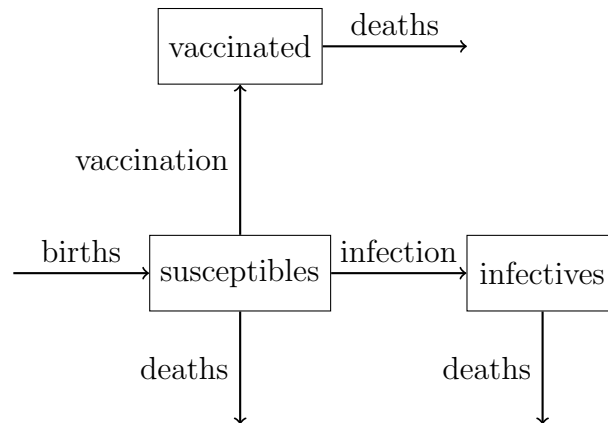 deaths
vaccinated
vaccination
births
infection
susceptibles
infectives
deaths
deaths